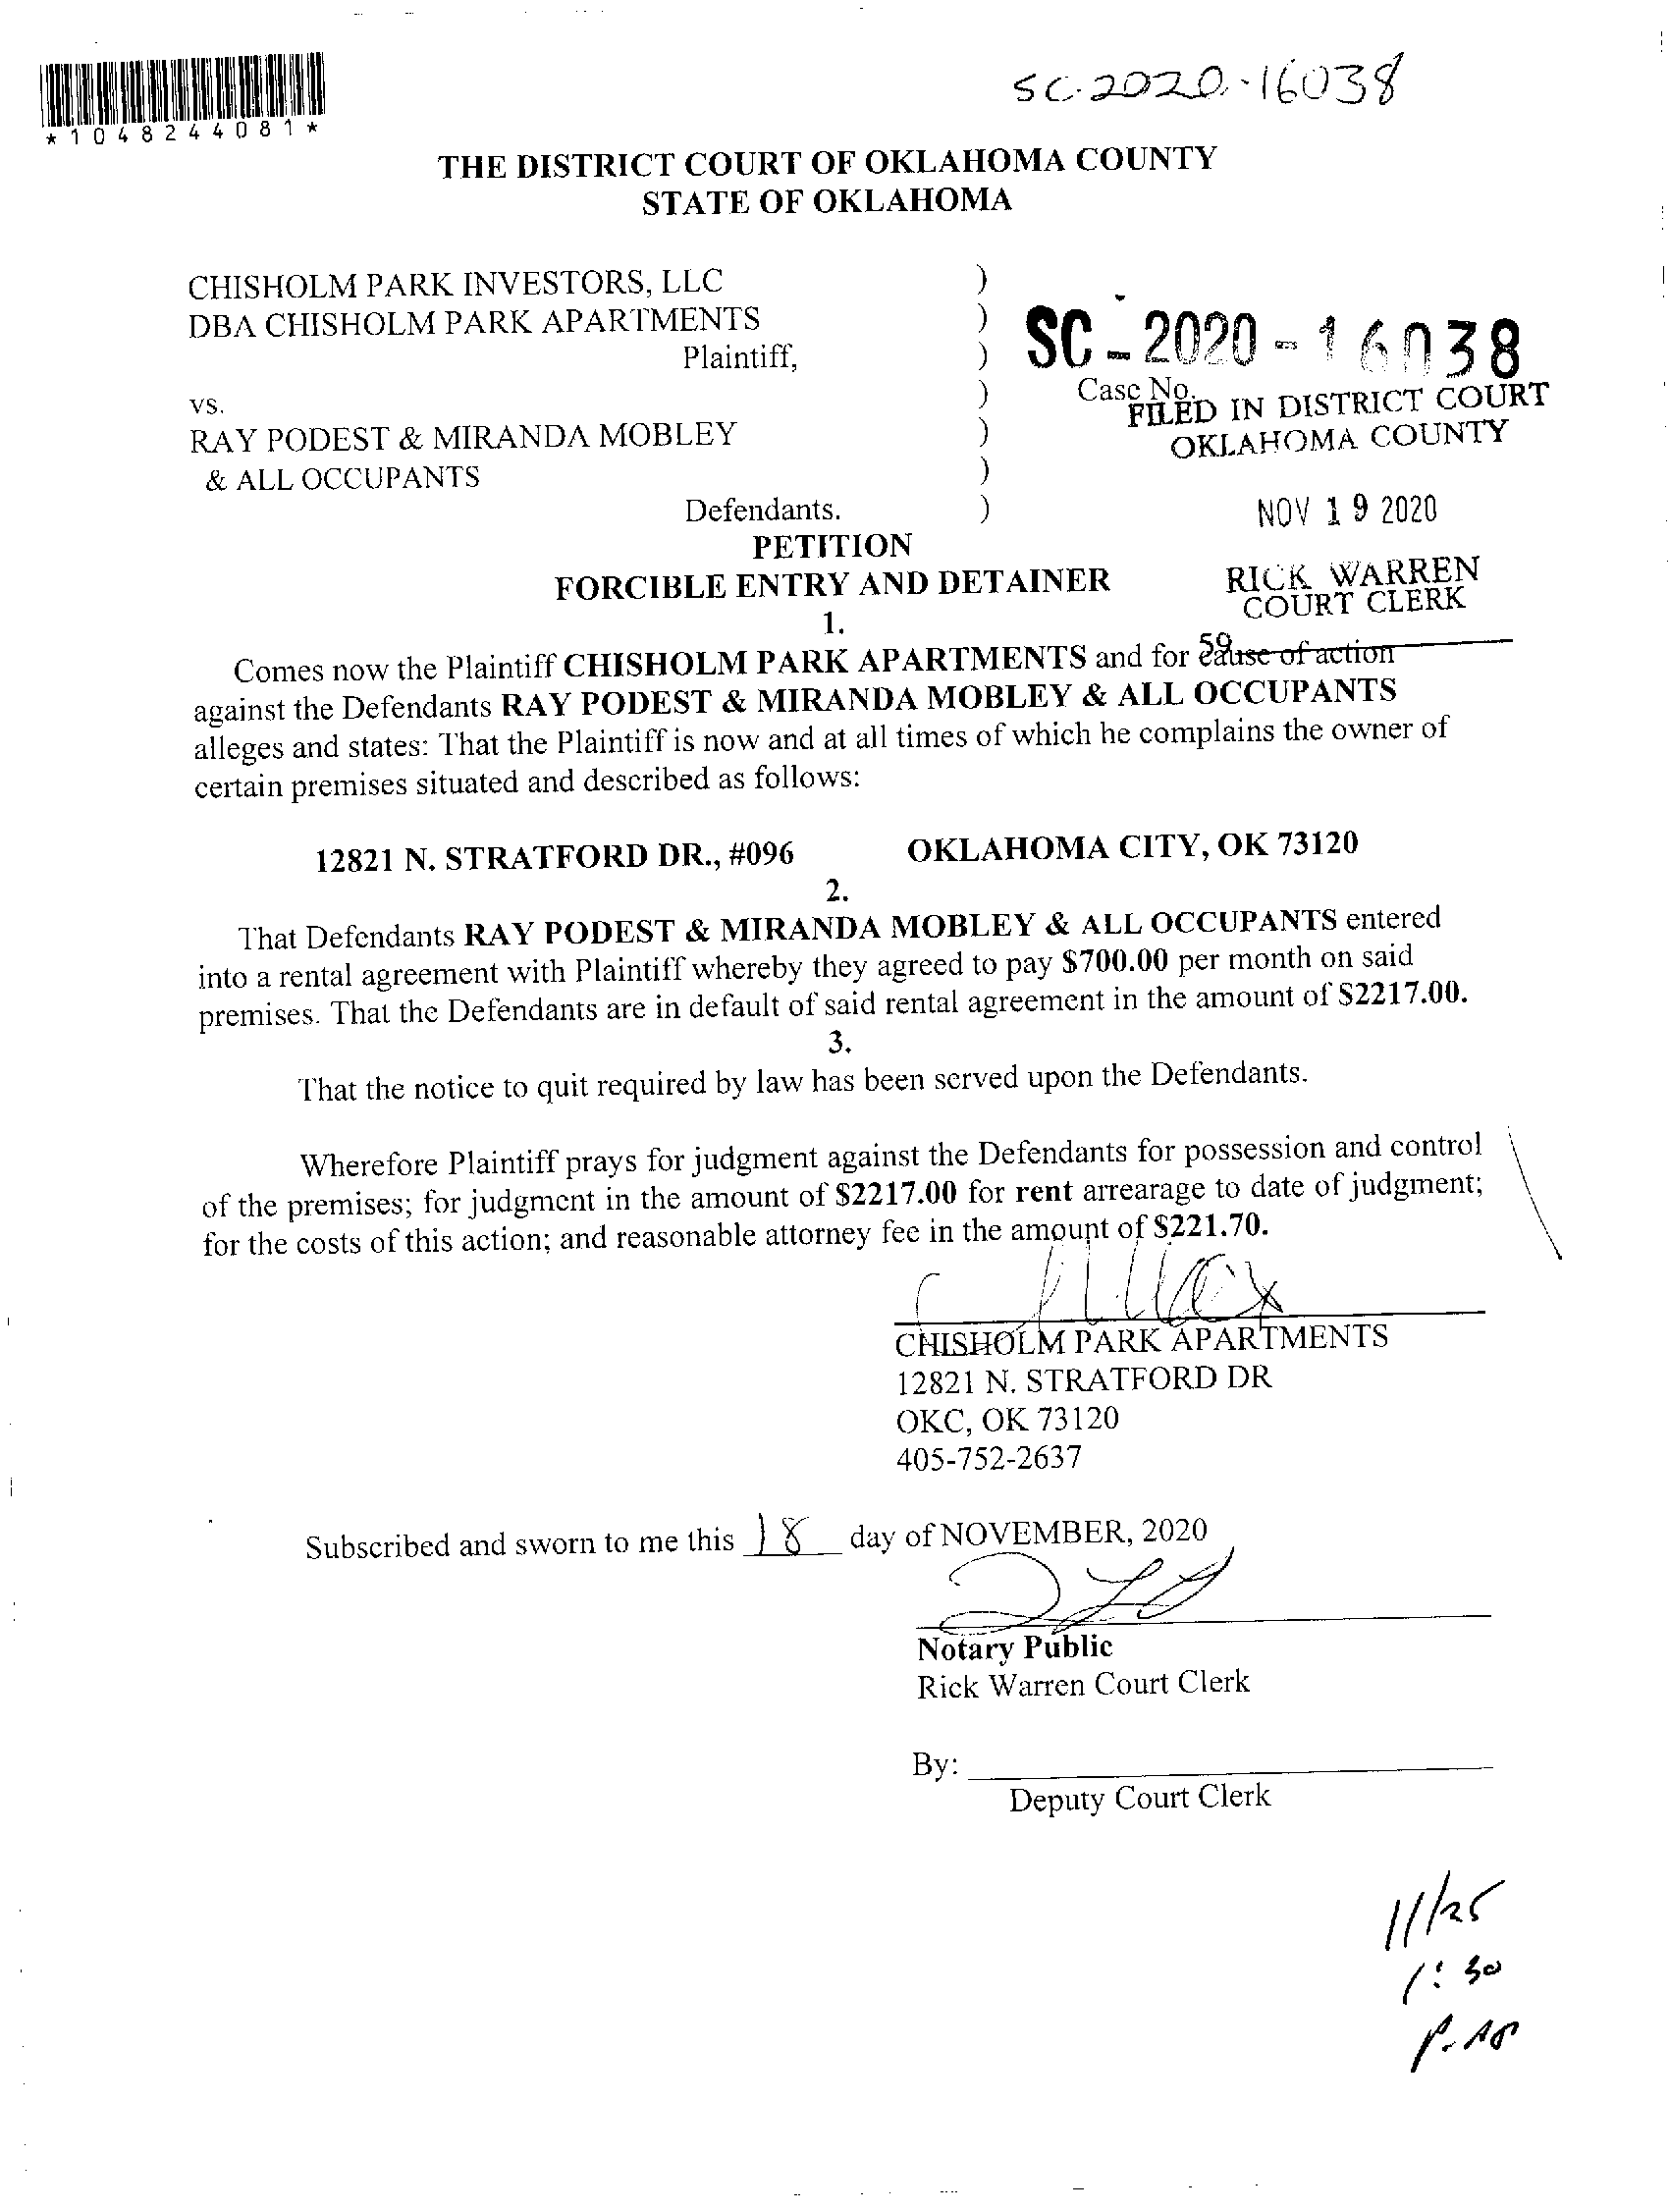 *1048244081*
SC-2020-16038
THE DISTRICT COURT OF OKLAHOMA COUNTY
STATE OF OKLAHOMA
CHISHOLM PARK INVESTORS, LLC )
DBA CHISHOLM PARK APARTMENTS )
Plaintiff, )
SC-2020-16038
) Case No.
vs.
FILED IN DISTRICT COURT
RAY PODEST & MIRANDA MOBLEY )
OKLAHOMA COUNTY
& ALL OCCUPANTS )
Defendants. )
NOV 19 2020
PETITION
FORCIBLE ENTRY AND DETAINER
RICK WARREN
COURT CLERK
1.
59
Comes now the Plaintiff CHISHOLM PARK APARTMENTS and for cause of action
against the Defendants RAY PODEST & MIRANDA MOBLEY & ALL OCCUPANTS
alleges and states: That the Plaintiff is now and at all times of which he complains the owner of
certain premises situated and described as follows:
12821 N. STRATFORD DR., #096 OKLAHOMA CITY, OK 73120
2.
That Defendants RAY PODEST & MIRANDA MOBLEY & ALL OCCUPANTS entered
into a rental agreement with Plaintiff whereby they agreed to pay $700.00 per month on said
premises. That the Defendants are in default of said rental agreement in the amount of $2217.00.
3.
That the notice to quit required by law has been served upon the Defendants.
Wherefore Plaintiff prays for judgment against the Defendants for possession and control
of the premises; for judgment in the amount of $2217.00 for rent arrearage to date of judgment;
for the costs of this action; and reasonable attorney fee in the amount of $221.70.
CHISHOLM PARK APARTMENTS
12821 N. STRATFORD DR
OKC, OK 73120
405-752-2637
Subscribed and sworn to me this 18 day of NOVEMBER, 2020
Notary Public
Rick Warren Court Clerk
By:
Deputy Court Clerk
11/25
1:30